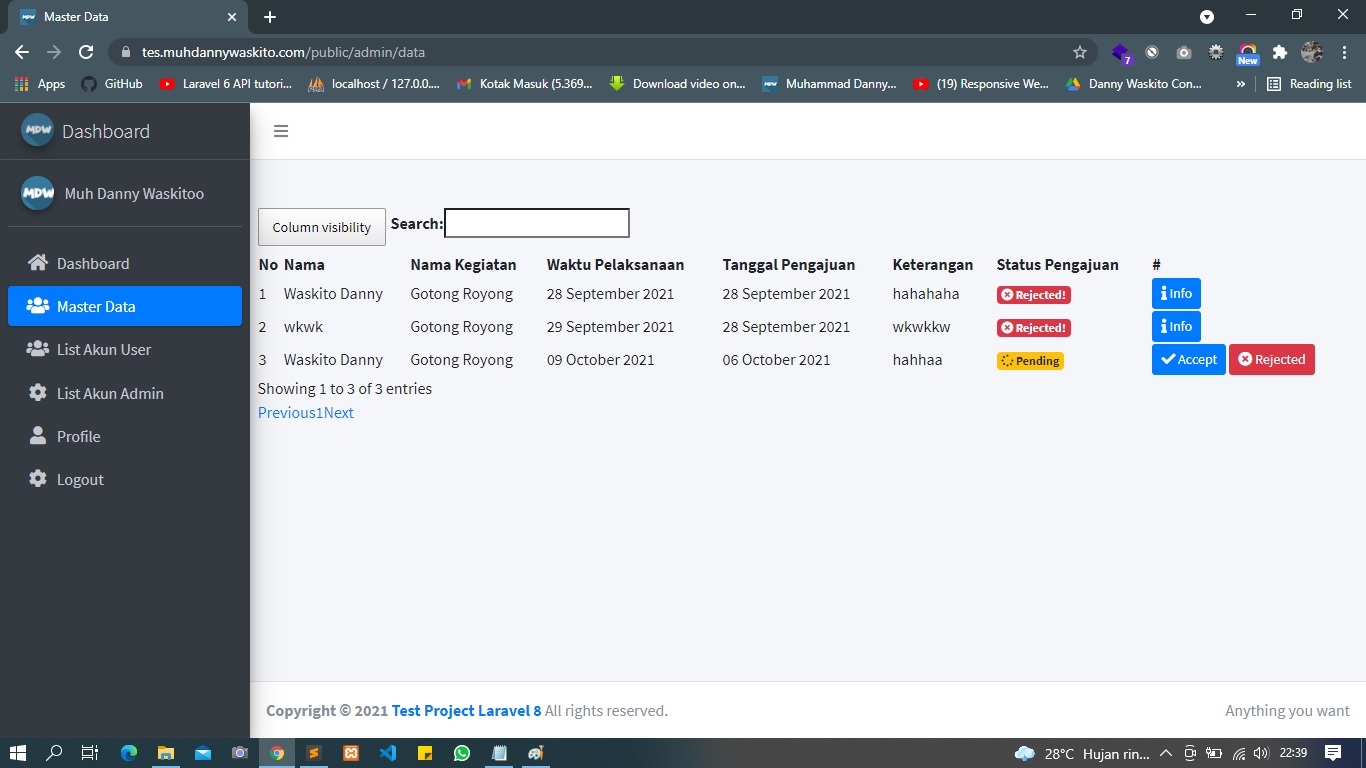 Master Data
tes.muhdannywaskito.com/public/admin/data
7 New
Apps GitHub Laravel 6 API tutori... localhost / 127.0.0.... Kotak Masuk (5.369... Download video on... Muhammad Danny... (19) Responsive We... Danny Waskito Con... » Reading list
MDW Dashboard
MDW Muh Danny Waskitoo
Dashboard
Master Data
List Akun User
List Akun Admin
Profile
Logout
Column visibility Search:
No Nama Nama Kegiatan Waktu Pelaksanaan Tanggal Pengajuan Keterangan Status Pengajuan #
1 Waskito Danny Gotong Royong 28 September 2021 28 September 2021 hahahaha Rejected! Info
2 wkwk Gotong Royong 29 September 2021 28 September 2021 wkwkkw Rejected! Info
3 Waskito Danny Gotong Royong 09 October 2021 06 October 2021 hahhaa Pending Accept Rejected
Showing 1 to 3 of 3 entries
Previous1Next
Copyright © 2021 Test Project Laravel 8 All rights reserved. Anything you want
28°C Hujan rin... 22:39